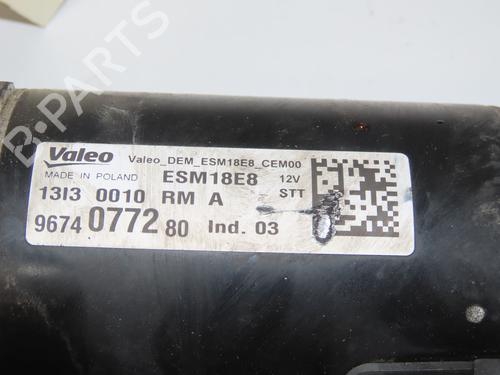 Valeo Valeo_DEM_ESM18E8_CEM00
MADE IN POLAND ESM18E8 12V
13I3 0010 RM A STT
9674 0772 80 Ind. 03
B-PARTS